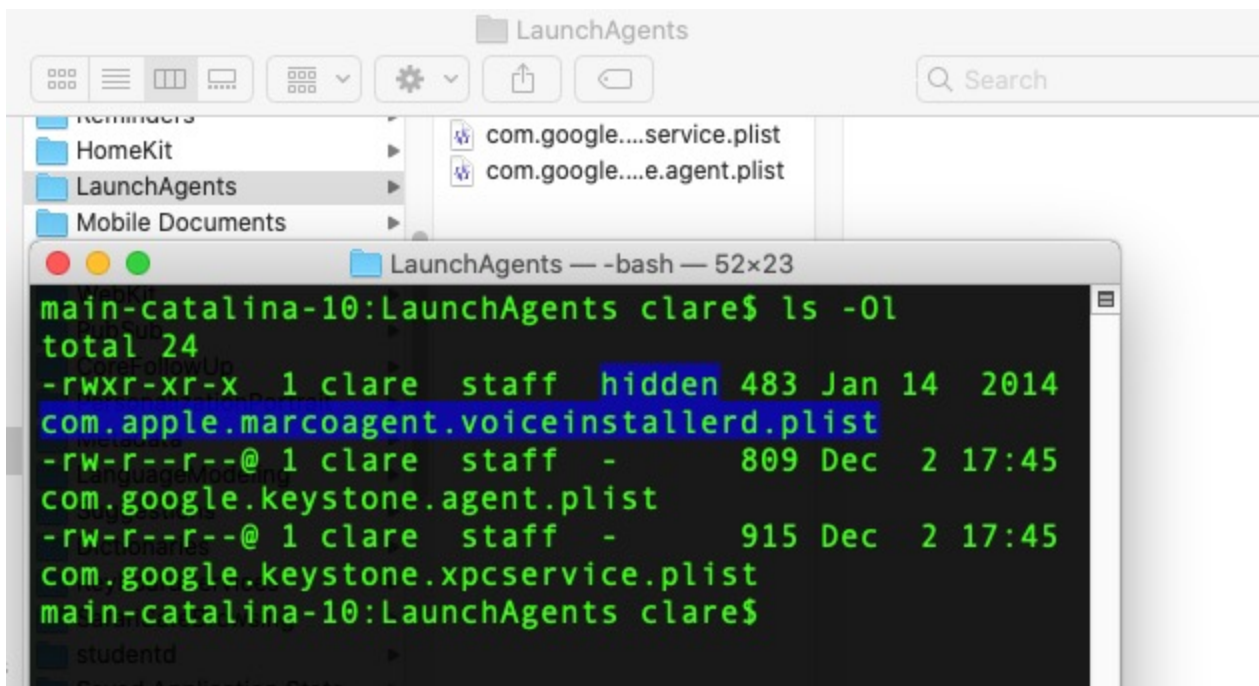 LaunchAgents
Search
Reminders
HomeKit
LaunchAgents
Mobile Documents
com.google....service.plist
com.google....e.agent.plist
LaunchAgents — -bash — 52×23
main-catalina-10:LaunchAgents clare$ ls -Ol
total 24
-rwxr-xr-x 1 clare staff hidden 483 Jan 14 2014
com.apple.marcoagent.voiceinstallerd.plist
-rw-r--r--@ 1 clare staff - 809 Dec 2 17:45
com.google.keystone.agent.plist
-rw-r--r--@ 1 clare staff - 915 Dec 2 17:45
com.google.keystone.xpcservice.plist
main-catalina-10:LaunchAgents clare$
WebKit
PubSub
CoreFollowUp
Metadata
LanguageModeling
Suggestions
Dictionaries
studentd
Saved Application State